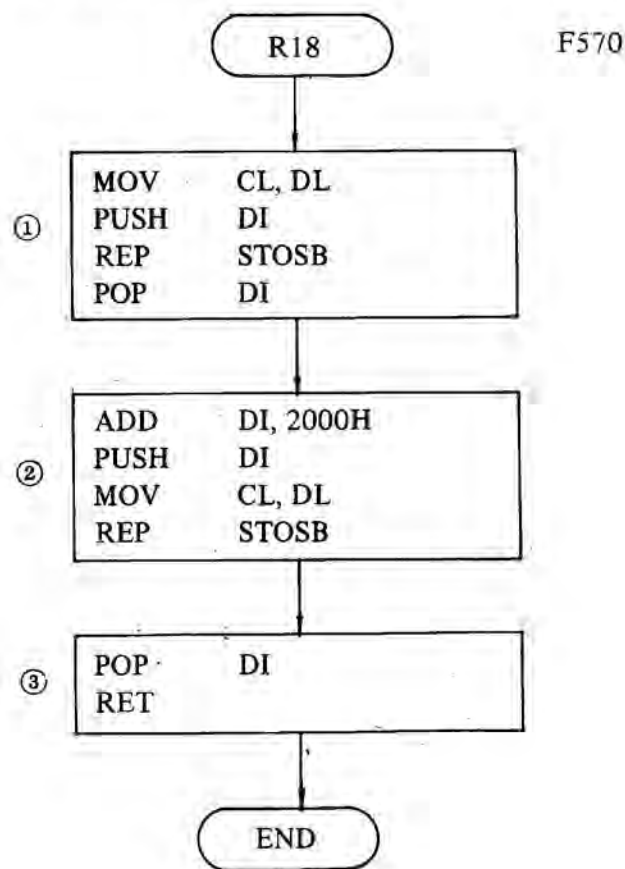 R18
F570
①
MOV CL, DL
PUSH DI
REP STOSB
POP DI
②
ADD DI, 2000H
PUSH DI
MOV CL, DL
REP STOSB
③
POP DI
RET
END